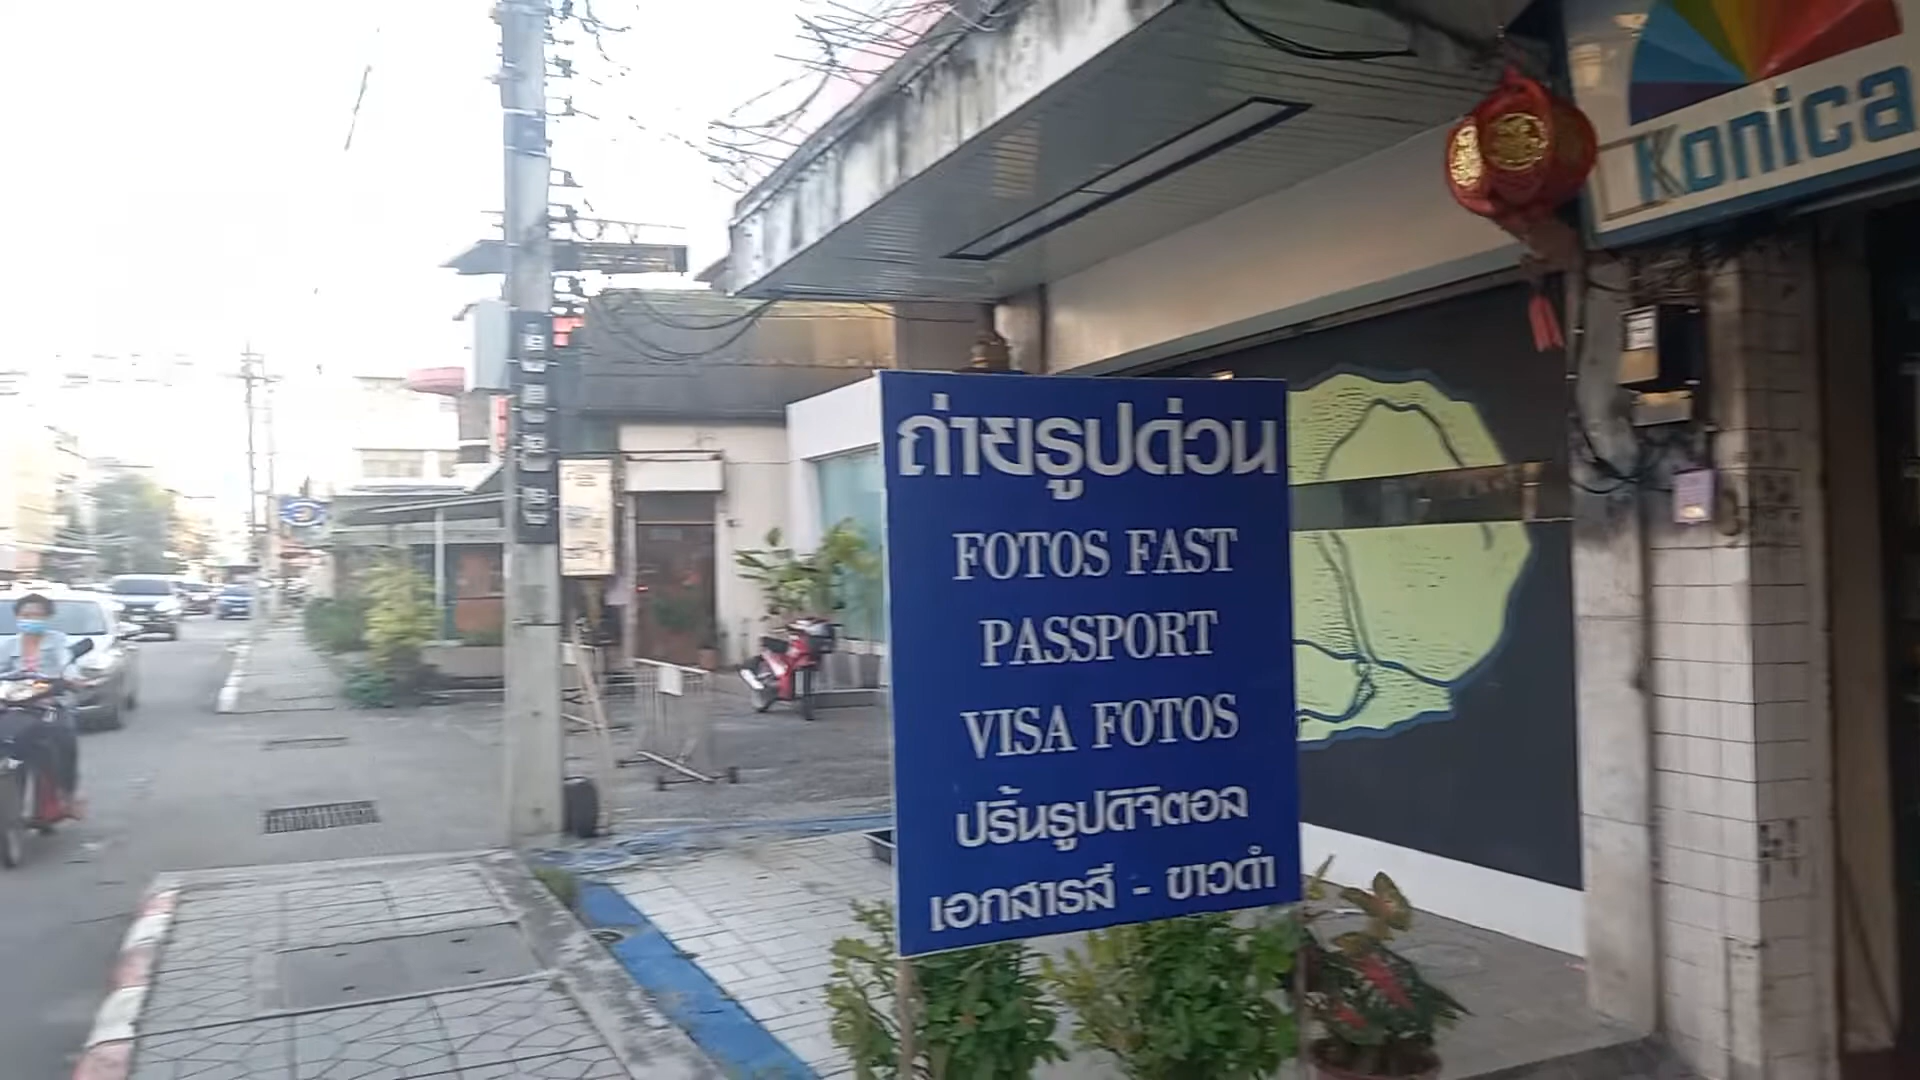 Konica
ถ่ายรูปด่วน
FOTOS FAST
PASSPORT
VISA FOTOS
ปริ้นรูปดิจิตอล
เอกสารสี - ขาวดำ